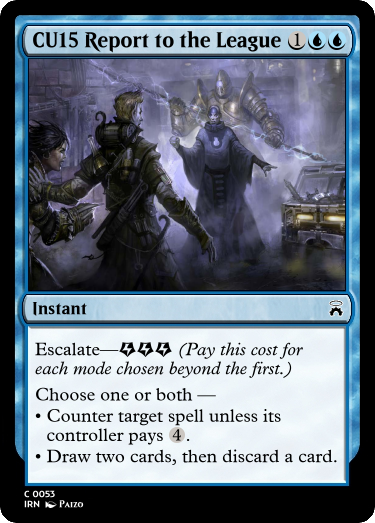 CU15 Report to the League 1UU
Instant
Escalate— (Pay this cost for
each mode chosen beyond the first.)
Choose one or both —
• Counter target spell unless its
controller pays 4.
• Draw two cards, then discard a card.
C 0053
IRN Paizo